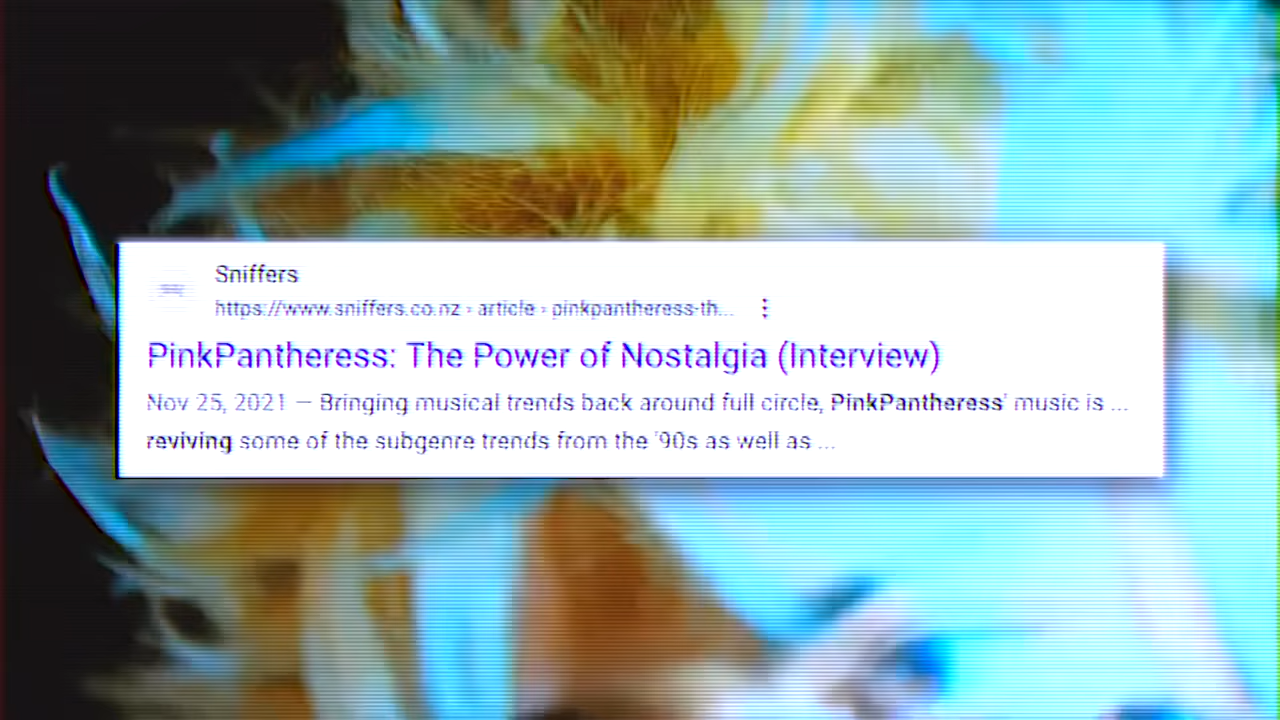 Sniffers
https://www.sniffers.co.nz › article › pinkpantheress-th...
PinkPantheress: The Power of Nostalgia (Interview)
Nov 25, 2021 — Bringing musical trends back around full circle, PinkPantheress' music is ...
reviving some of the subgenre trends from the '90s as well as ...